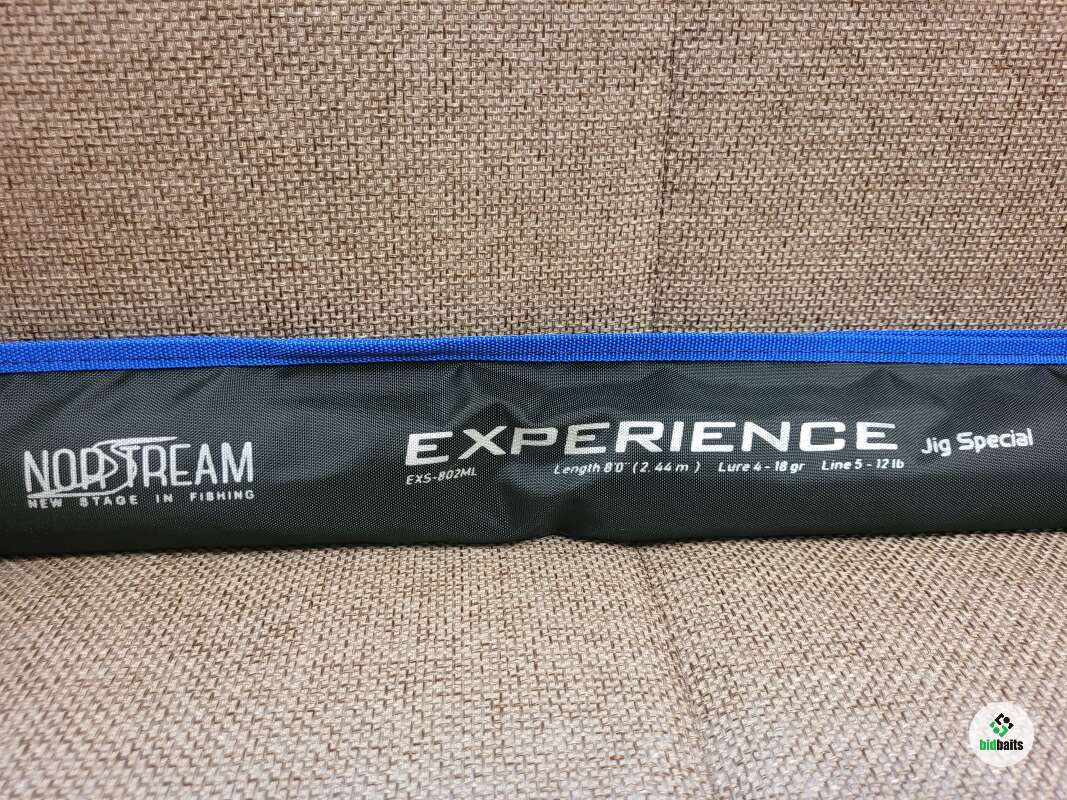 NORSTREAM
NEW STAGE IN FISHING
EXPERIENCE Jig Special
EXS-802ML Length 8'0" (2.44m) Lure 4-18 gr Line 5-12 lb
bidbaits